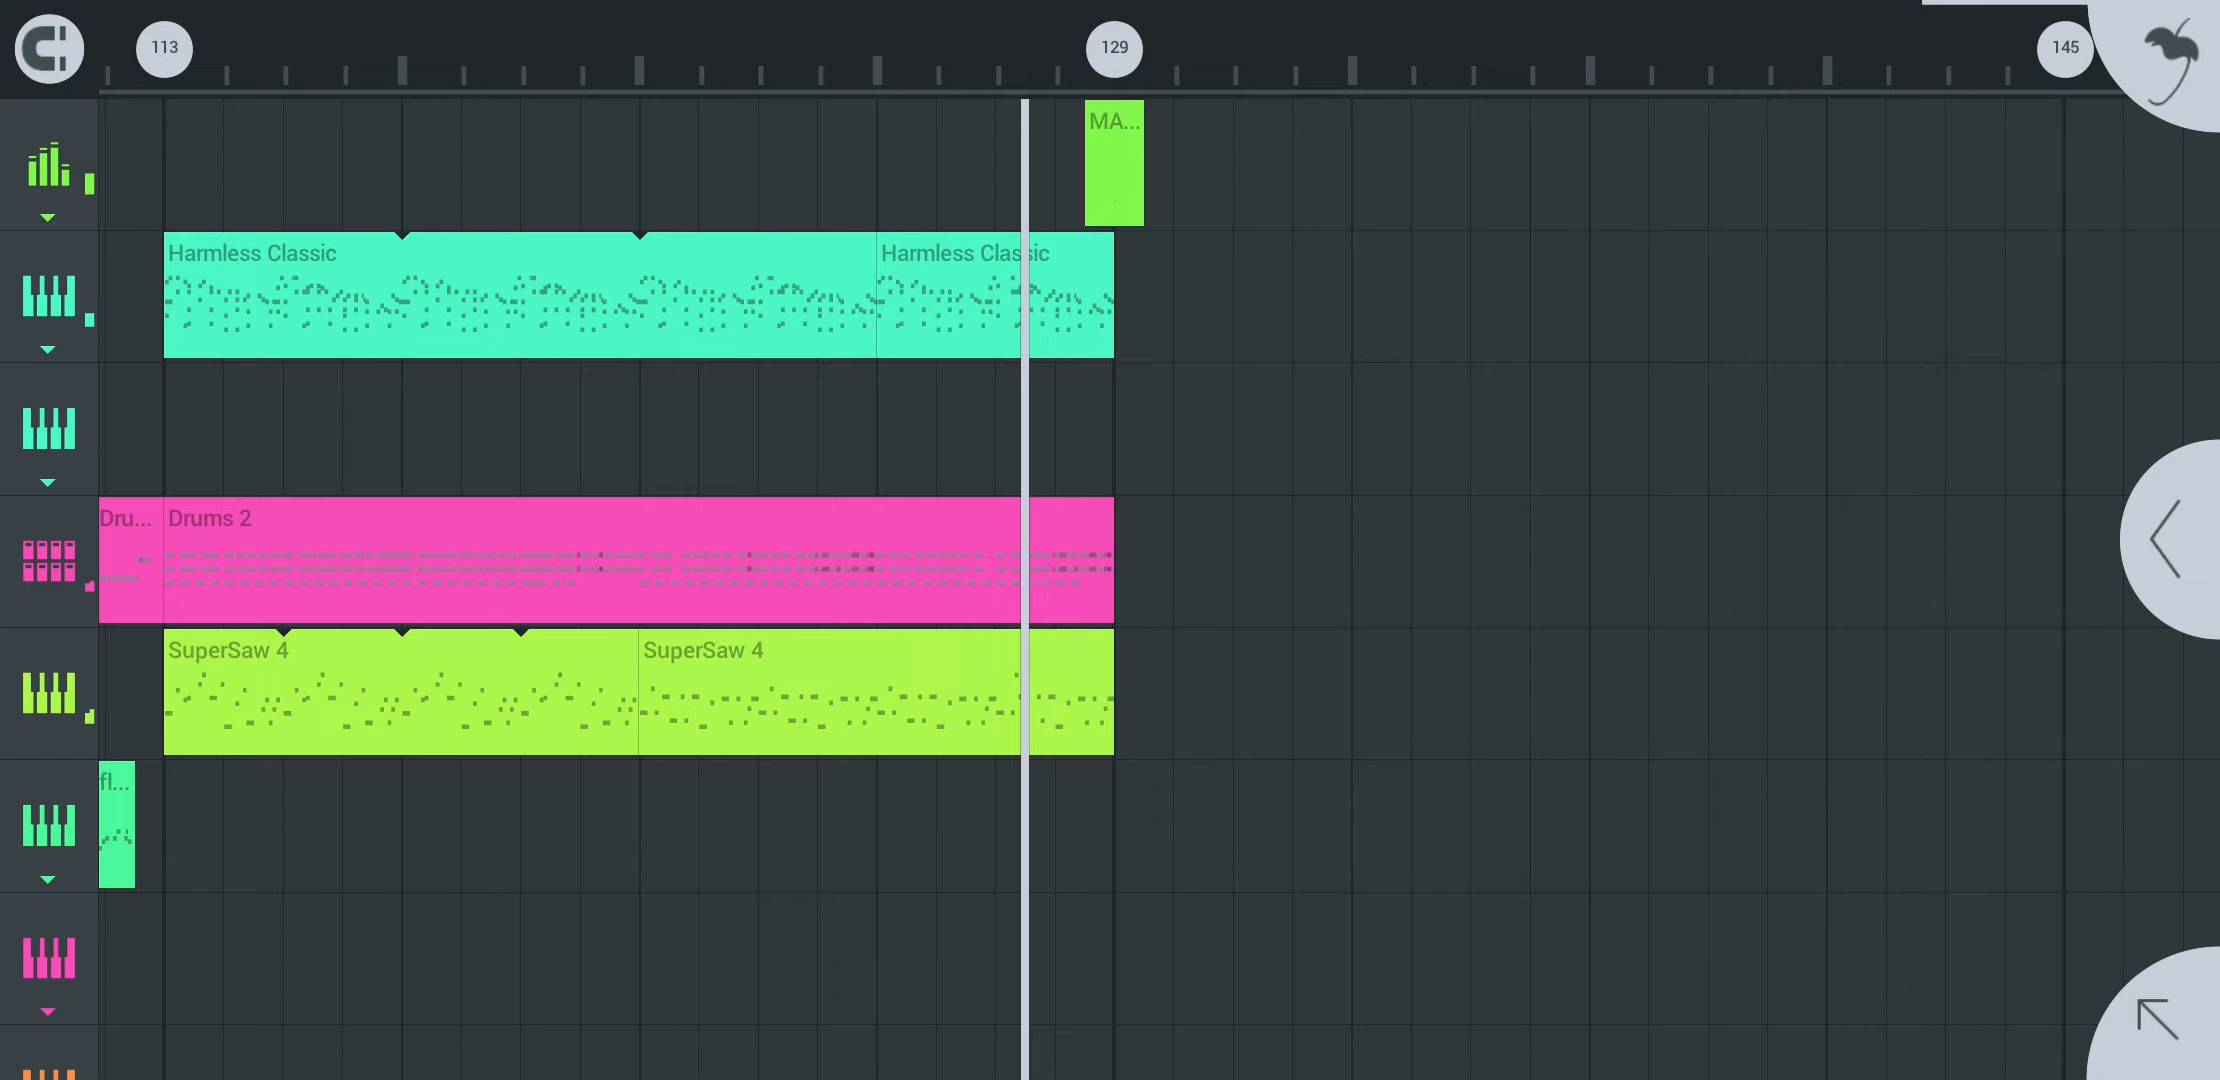 113
129
145
MA...
Harmless Classic
Harmless Classic
Dru...
Drums 2
SuperSaw 4
SuperSaw 4
fl...